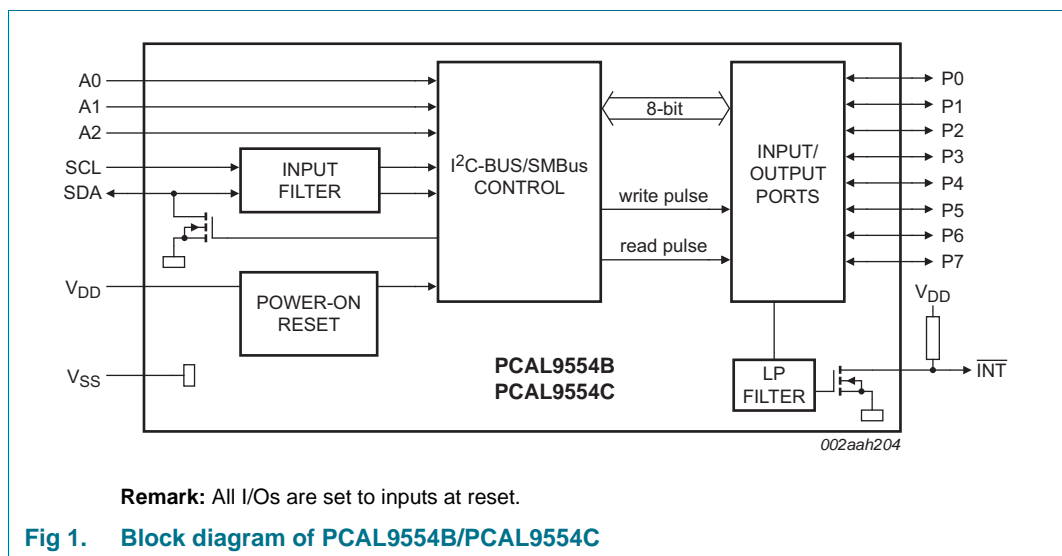 A0
A1
A2
SCL
SDA
INPUT
FILTER
VDD
POWER-ON
RESET
VSS
I2C-BUS/SMBus
CONTROL
8-bit
write pulse
read pulse
INPUT/
OUTPUT
PORTS
P0
P1
P2
P3
P4
P5
P6
P7
VDD
LP
FILTER
INT
PCAL9554B
PCAL9554C
002aah204
Remark: All I/Os are set to inputs at reset.
Fig 1. Block diagram of PCAL9554B/PCAL9554C